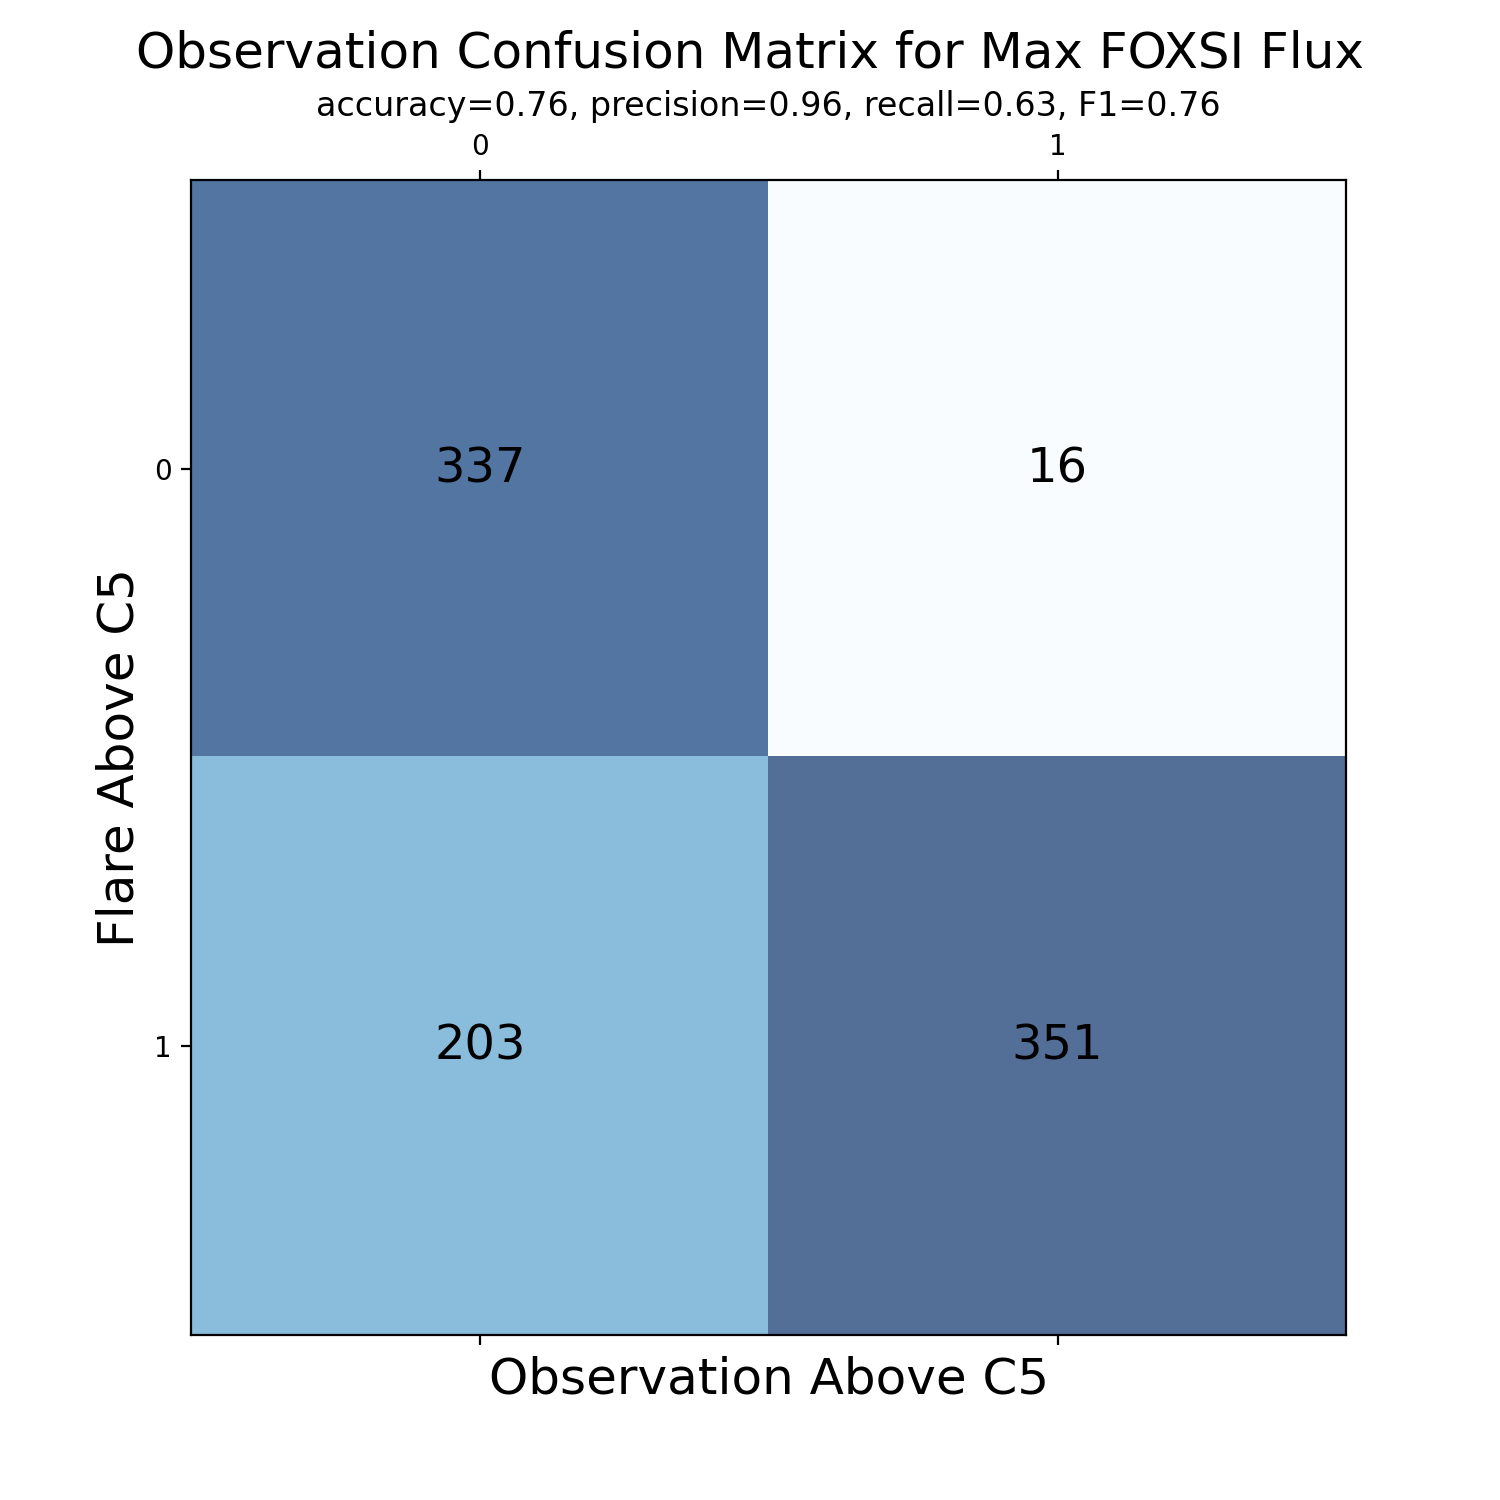 Observation Confusion Matrix for Max FOXSI Flux
accuracy=0.76, precision=0.96, recall=0.63, F1=0.76
0 1
0 337 16
Flare Above C5
1 203 351
Observation Above C5